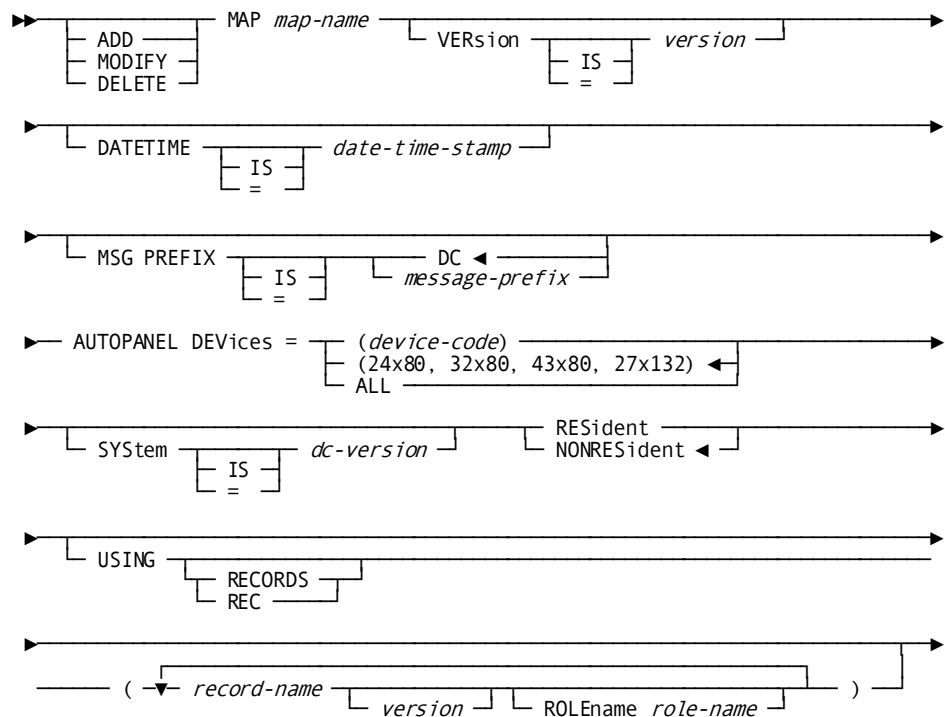 MAP map-name
ADD
VERsion version
MODIFY
IS
DELETE
=
DATETIME date-time-stamp
IS
=
MSG PREFIX DC
IS message-prefix
=
AUTOPANEL DEVices = (device-code)
(24x80, 32x80, 43x80, 27x132)
ALL
RESident
SYStem dc-version NONRESident
IS
=
USING
RECORDS
REC
( record-name )
version ROLEname role-name